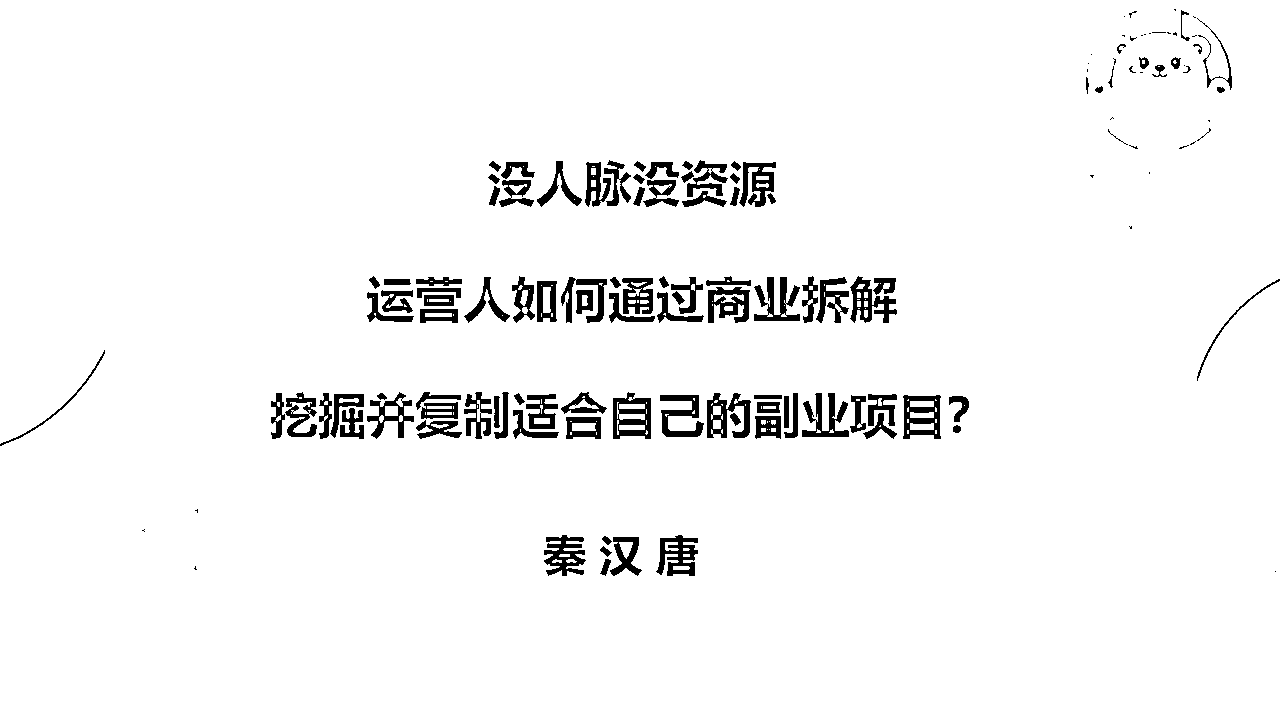 没人脉没资源
运营人如何通过商业拆解
挖掘并复制适合自己的副业项目?
秦汉唐